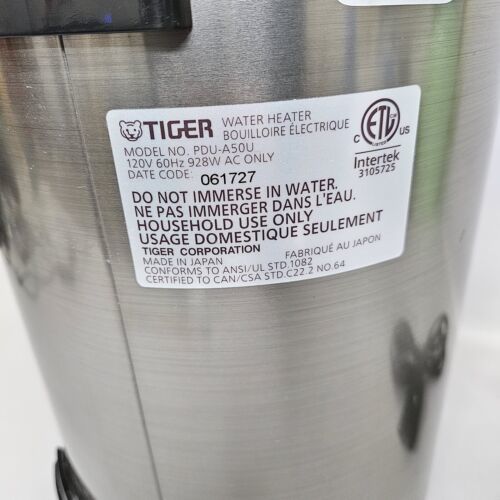 TIGER
WATER HEATER
BOUILLOIRE ÉLECTRIQUE
MODEL NO. PDU-A50U
120V 60Hz 928W AC ONLY
DATE CODE: 061727
C ETL US
Intertek
3105725
DO NOT IMMERSE IN WATER.
NE PAS IMMERGER DANS L'EAU.
HOUSEHOLD USE ONLY
USAGE DOMESTIQUE SEULEMENT
TIGER CORPORATION
MADE IN JAPAN FABRIQUÉ AU JAPON
CONFORMS TO ANSI/UL STD.1082
CERTIFIED TO CAN/CSA STD.C22.2 NO.64